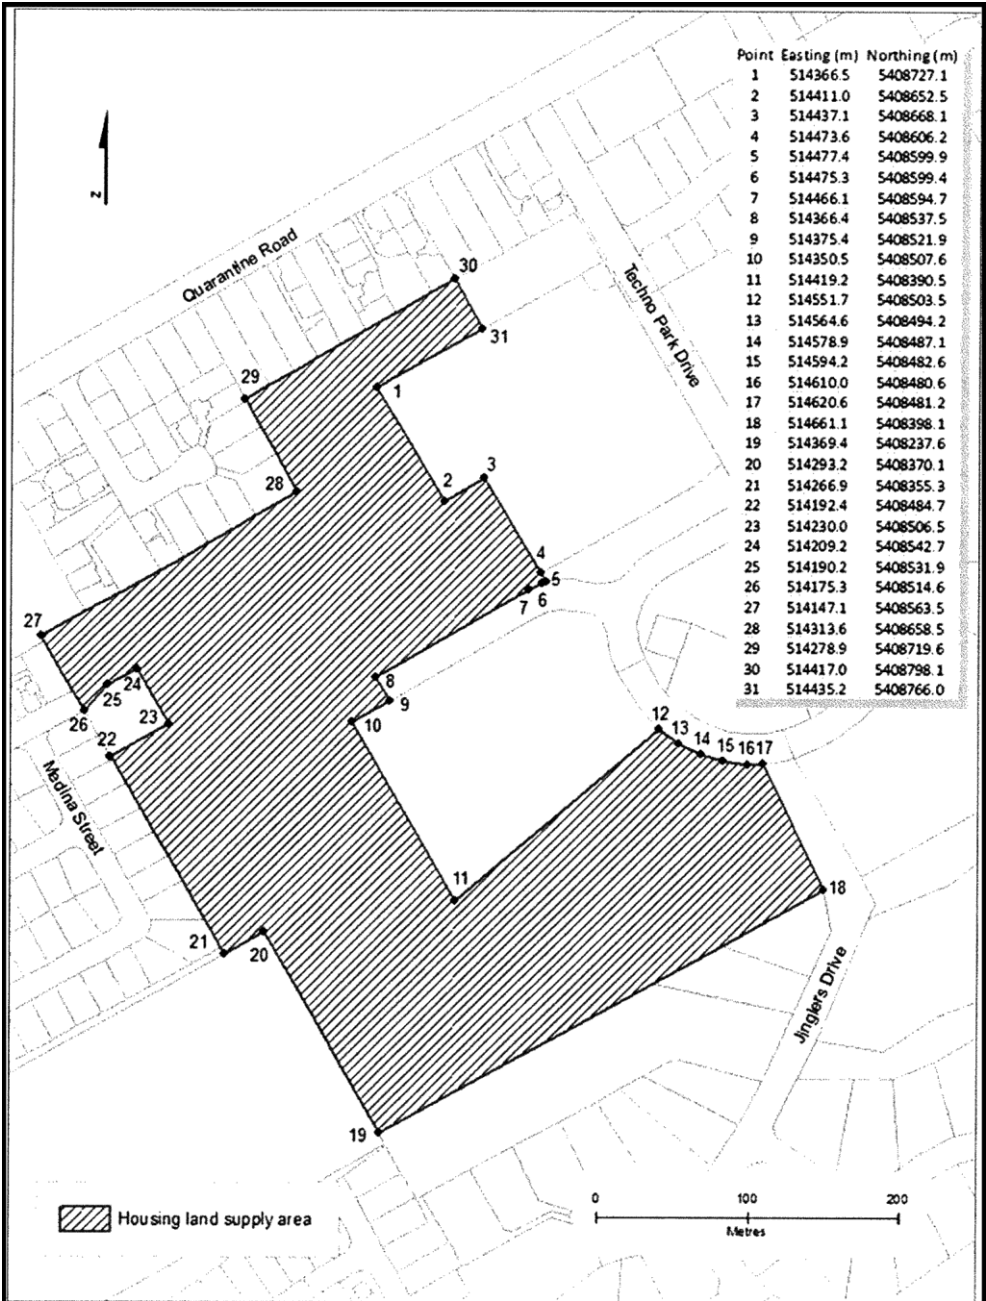 Point Easting (m) Northing (m)
1 514366.5 5408727.1
2 514411.0 5408652.5
3 514437.1 5408668.1
4 514473.6 5408606.2
5 514477.4 5408599.9
6 514475.3 5408599.4
7 514466.1 5408594.7
8 514366.4 5408537.5
9 514375.4 5408521.9
10 514350.5 5408507.6
11 514419.2 5408390.5
12 514551.7 5408503.5
13 514564.6 5408494.2
14 514578.9 5408487.1
15 514594.2 5408482.6
16 514610.0 5408480.6
17 514620.6 5408481.2
18 514661.1 5408398.1
19 514369.4 5408237.6
20 514293.2 5408370.1
21 514266.9 5408355.3
22 514192.4 5408484.7
23 514230.0 5408506.5
24 514209.2 5408542.7
25 514190.2 5408531.9
26 514175.3 5408514.6
27 514147.1 5408563.5
28 514313.6 5408658.5
29 514278.9 5408719.6
30 514417.0 5408798.1
31 514435.2 5408766.0
N
Quarantine Road
Techno Park Drive
30
31
29
1
3
2
28
4
5
6
7
27
8
24
25
9
26
10
23
22
12
13
14
15
16
17
Medina Street
11
18
21
20
Jinglers Drive
19
Housing land supply area
0 100 200
Metres